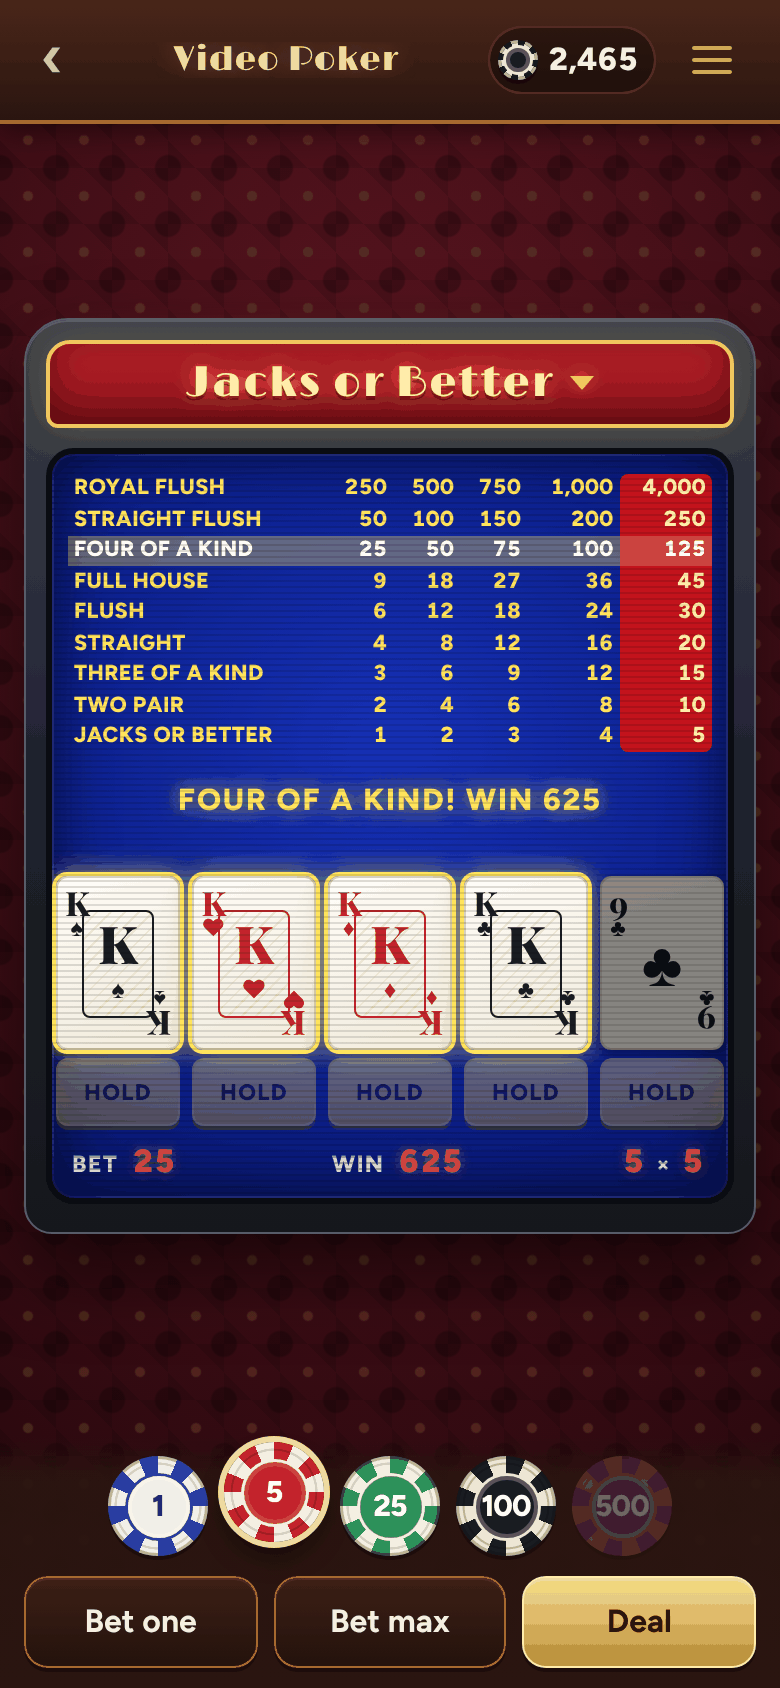 Video Poker 2,465
Jacks or Better
ROYAL FLUSH 250 500 750 1,000 4,000
STRAIGHT FLUSH 50 100 150 200 250
FOUR OF A KIND 25 50 75 100 125
FULL HOUSE 9 18 27 36 45
FLUSH 6 12 18 24 30
STRAIGHT 4 8 12 16 20
THREE OF A KIND 3 6 9 12 15
TWO PAIR 2 4 6 8 10
JACKS OR BETTER 1 2 3 4 5
FOUR OF A KIND! WIN 625
K K K K 9
K K K K
K K K K 9
HOLD HOLD HOLD HOLD HOLD
BET 25 WIN 625 5 × 5
1 5 25 100 500
Bet one Bet max Deal